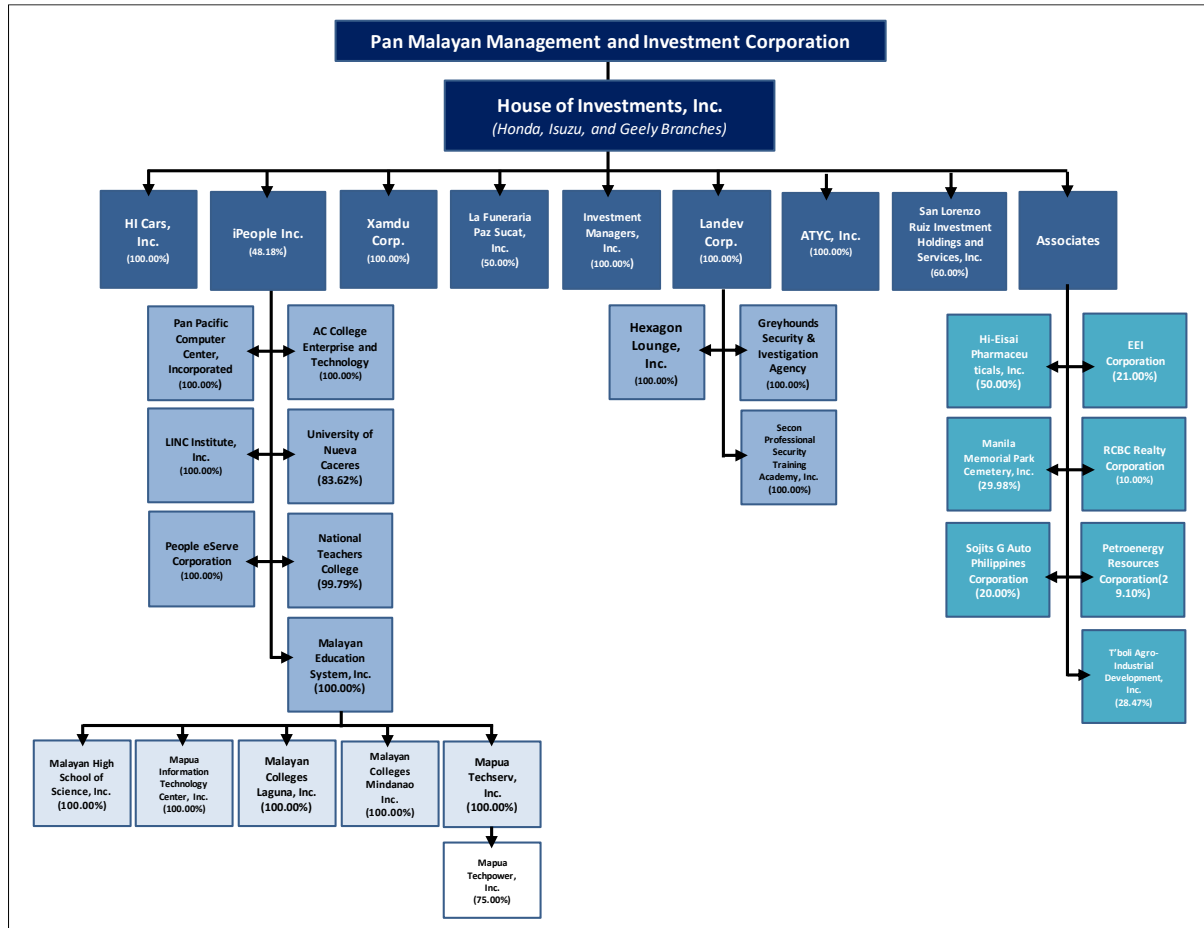 Pan Malayan Management and Investment Corporation
House of Investments, Inc.
(Honda, Isuzu, and Geely Branches)
HI Cars,
Inc.
(100.00%)
iPeople Inc.
(48.18%)
Xamdu
Corp.
(100.00%)
La Funeraria
Paz Sucat,
Inc.
(50.00%)
Investment
Managers,
Inc.
(100.00%)
Landev
Corp.
(100.00%)
ATYC, Inc.
(100.00%)
San Lorenzo
Ruiz Investment
Holdings and
Services, Inc.
(60.00%)
Associates
Pan Pacific
Computer
Center,
Incorporated
(100.00%)
AC College
Enterprise and
Technology
(100.00%)
Hexagon
Lounge,
Inc.
(100.00%)
Greyhounds
Security &
Ivestigation
Agency
(100.00%)
Hi-Eisai
Pharmaceu
ticals, Inc.
(50.00%)
EEI
Corporation
(21.00%)
LINC Institute,
Inc.
(100.00%)
University of
Nueva Caceres
(83.62%)
Secon
Professional
Security
Training
Academy, Inc.
(100.00%)
Manila
Memorial Park
Cemetery, Inc.
(29.98%)
RCBC Realty
Corporation
(10.00%)
People eServe
Corporation
(100.00%)
National
Teachers
College
(99.79%)
Sojits G Auto
Philippines
Corporation
(20.00%)
Petroenergy
Resources
Corporation(2
9.10%)
Malayan
Education
System, Inc.
(100.00%)
T'boli Agro-
Industrial
Development,
Inc.
(28.47%)
Malayan High
School of
Science, Inc.
(100.00%)
Mapua
Information
Technology
Center, Inc.
(100.00%)
Malayan
Colleges
Laguna, Inc.
(100.00%)
Malayan
Colleges
Mindanao
Inc.
(100.00%)
Mapua
Techserv,
Inc.
(100.00%)
Mapua
Techpower,
Inc.
(75.00%)